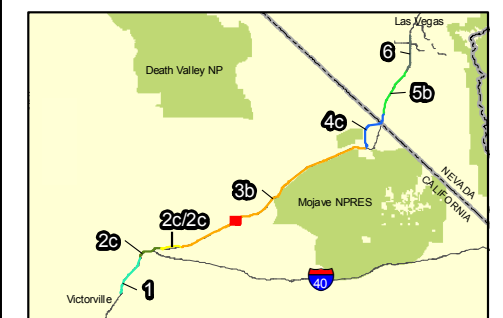 Las Vegas
6
Death Valley NP
5b
4c
NEVADA
CALIFORNIA
3b
Mojave NPRES
2c/2c
2c
40
1
Victorville